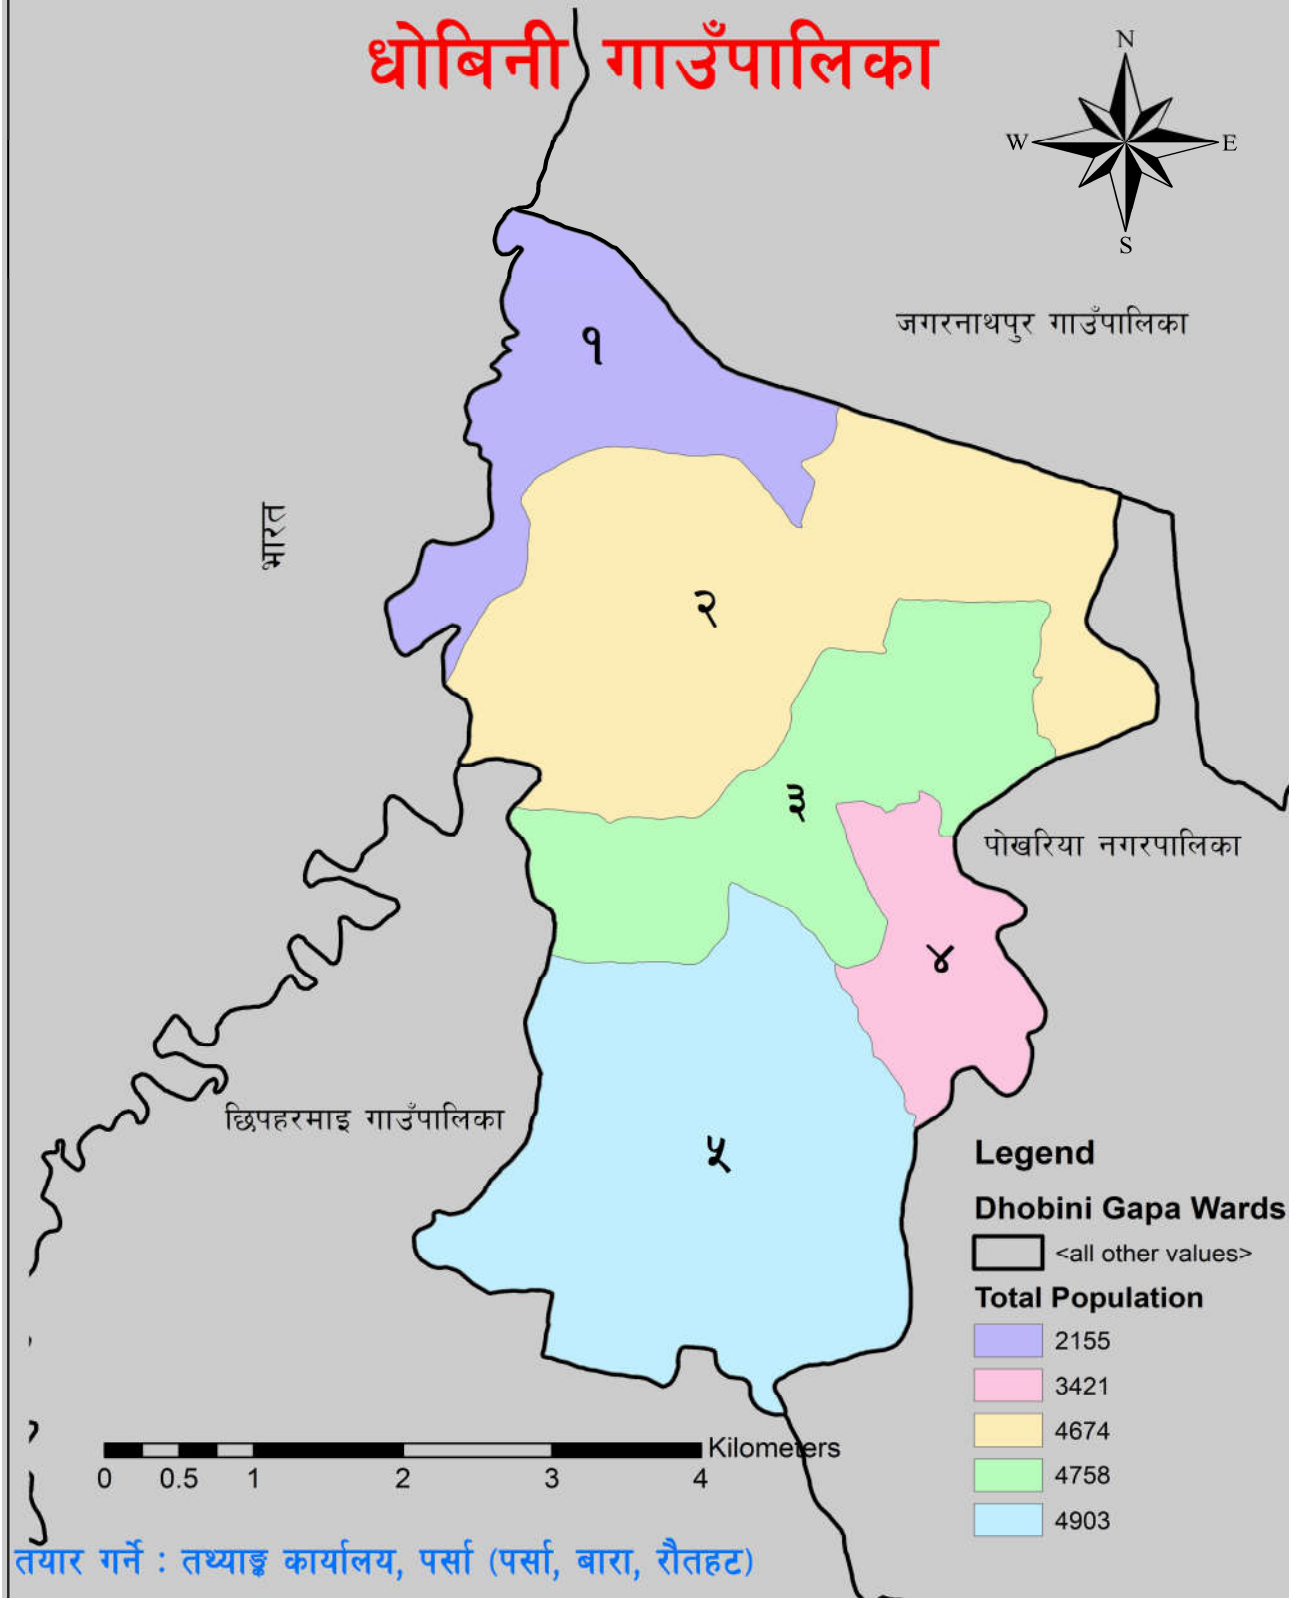 धोबिनी गाउँपालिका
N
W
E
S
जगरनाथपुर गाउँपालिका
१
भारत
२
३
पोखरिया नगरपालिका
४
छिपहरमाइ गाउँपालिका
५
Legend
Dhobini Gapa Wards
<all other values>
Total Population
2155
3421
4674
4758
4903
Kilometers
0 0.5 1 2 3 4
तयार गर्ने : तथ्याङ्क कार्यालय, पर्सा (पर्सा, बारा, रौतहट)